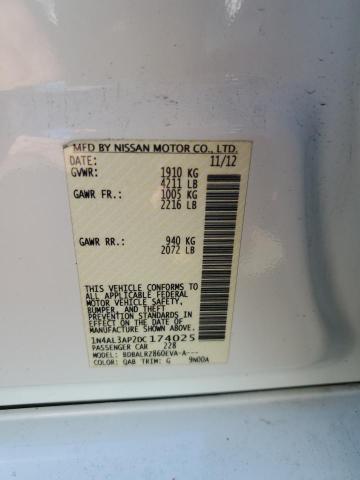 MFD BY NISSAN MOTOR CO., LTD.
DATE: 11/12
GVWR: 1910 KG
4211 LB
GAWR FR.: 1005 KG
2216 LB
GAWR RR.: 940 KG
2072 LB
THIS VEHICLE CONFORMS TO
ALL APPLICABLE FEDERAL
MOTOR VEHICLE SAFETY,
BUMPER, AND THEFT
PREVENTION STANDARDS IN
EFFECT ON THE DATE OF
MANUFACTURE SHOWN ABOVE.
1N4AL3AP2DC174025
PASSENGER CAR 228
MODEL: BDBALRZB60EVA-A---
COLOR: QAB TRIM: G 9N00A